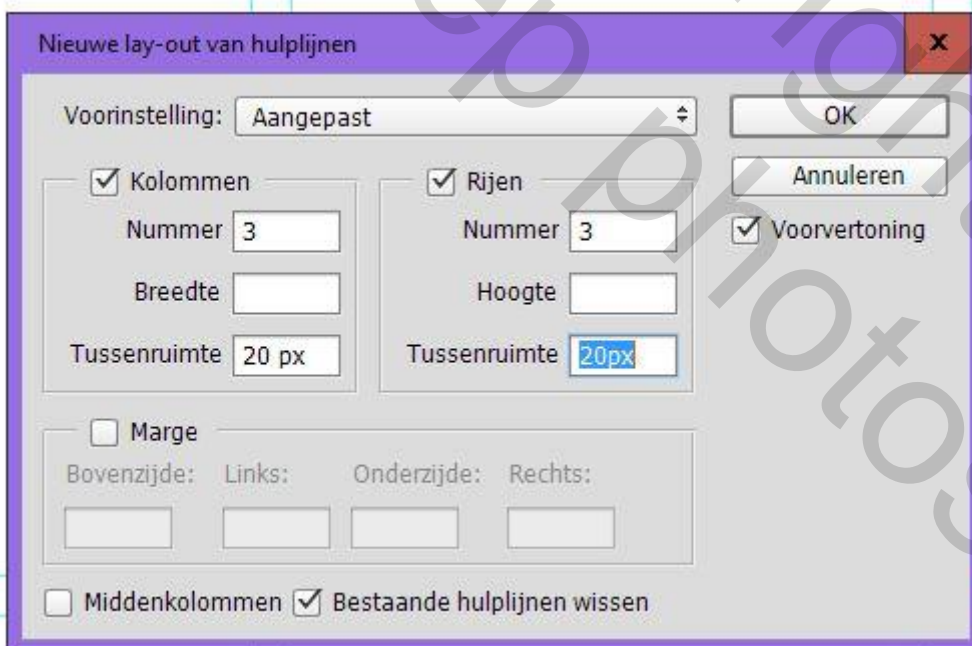 Nieuwe lay-out van hulplijnen x
Voorinstelling: Aangepast OK
Annuleren
Kolommen Rijen
Nummer 3 Nummer 3 Voorvertoning
Breedte Hoogte
Tussenruimte 20 px Tussenruimte 20px
Marge
Bovenzijde: Links: Onderzijde: Rechts:
Middenkolommen Bestaande hulplijnen wissen